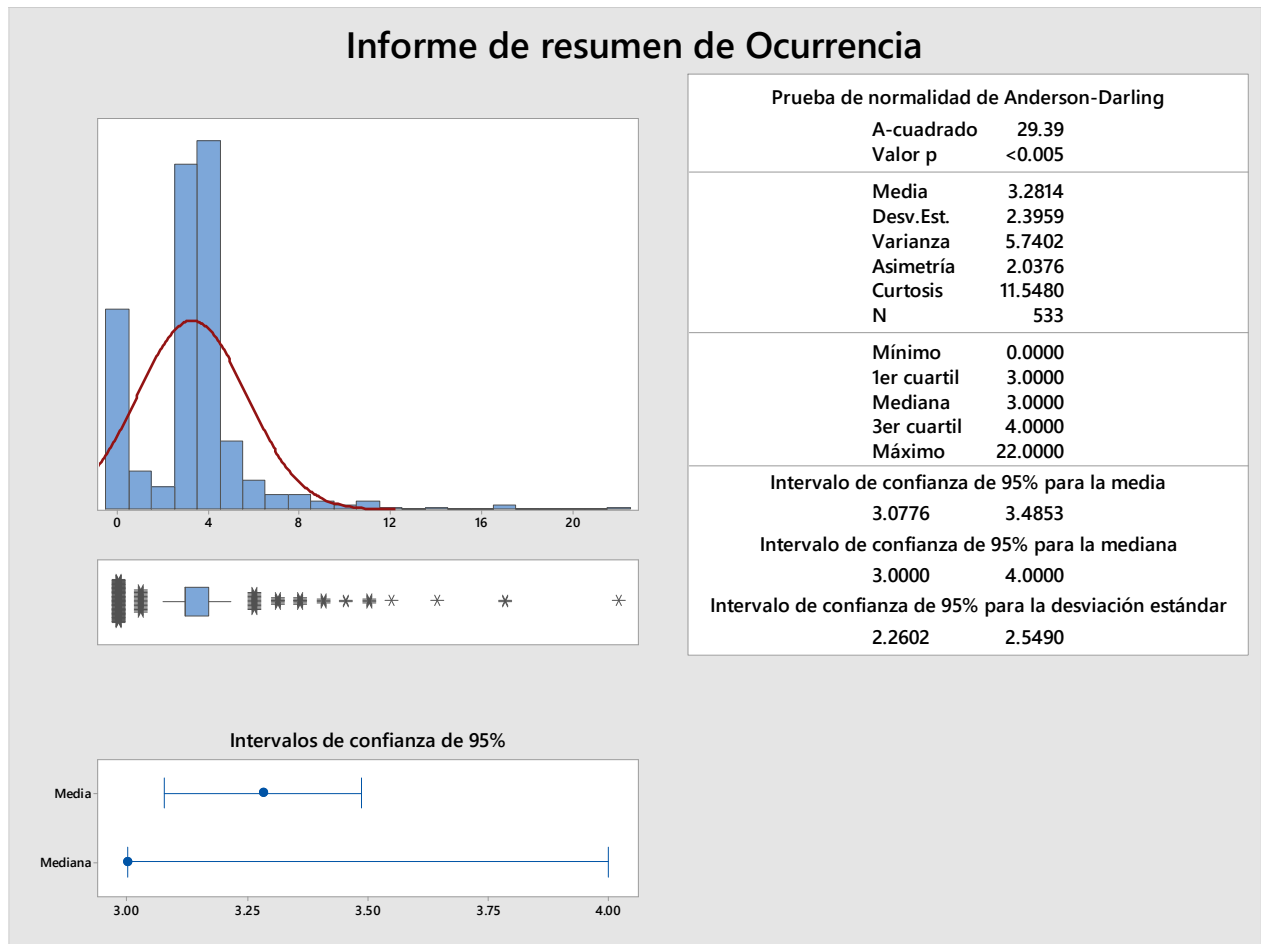 Informe de resumen de Ocurrencia
Prueba de normalidad de Anderson-Darling
A-cuadrado 29.39
Valor p <0.005
Media 3.2814
Desv.Est. 2.3959
Varianza 5.7402
Asimetría 2.0376
Curtosis 11.5480
N 533
Mínimo 0.0000
1er cuartil 3.0000
Mediana 3.0000
3er cuartil 4.0000
Máximo 22.0000
Intervalo de confianza de 95% para la media
3.0776 3.4853
Intervalo de confianza de 95% para la mediana
3.0000 4.0000
Intervalo de confianza de 95% para la desviación estándar
2.2602 2.5490
0 4 8 12 16 20
Intervalos de confianza de 95%
Media
Mediana
3.00 3.25 3.50 3.75 4.00